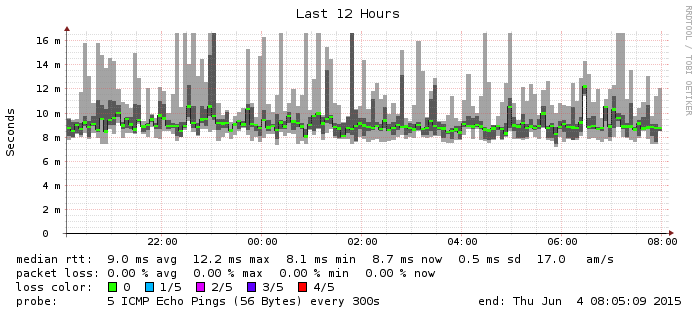 Last 12 Hours
RRDTOOL / TOBI OETIKER
Seconds
16 m
14 m
12 m
10 m
8 m
6 m
4 m
2 m
0
22:00 00:00 02:00 04:00 06:00 08:00
median rtt: 9.0 ms avg 12.2 ms max 8.1 ms min 8.7 ms now 0.5 ms sd 17.0 am/s
packet loss: 0.00 % avg 0.00 % max 0.00 % min 0.00 % now
loss color: 0 1/5 2/5 3/5 4/5
probe: 5 ICMP Echo Pings (56 Bytes) every 300s end: Thu Jun 4 08:05:09 2015